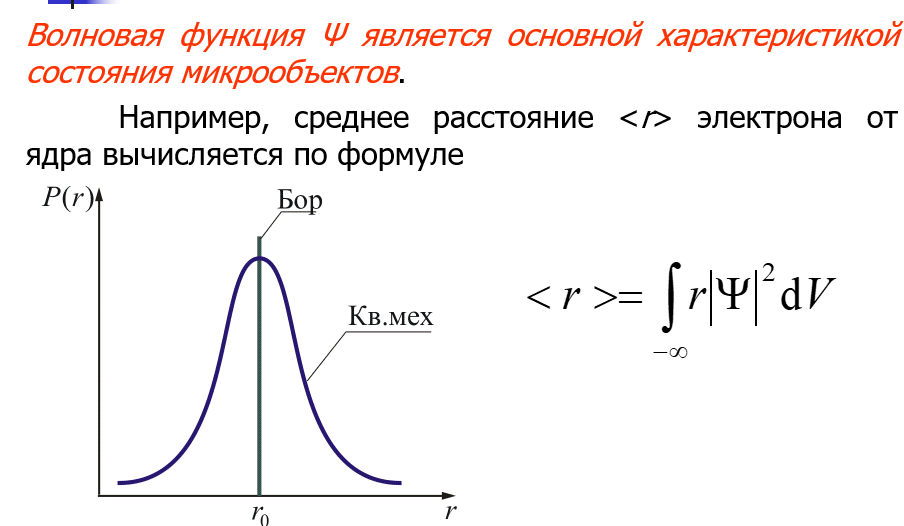 Волновая функция Ψ является основной характеристикой
состояния микрообъектов.
Например, среднее расстояние <r> электрона от
ядра вычисляется по формуле
P(r)
Бор
Кв.мех
< r >= ∫ r|Ψ|² dV
−∞
r₀
r